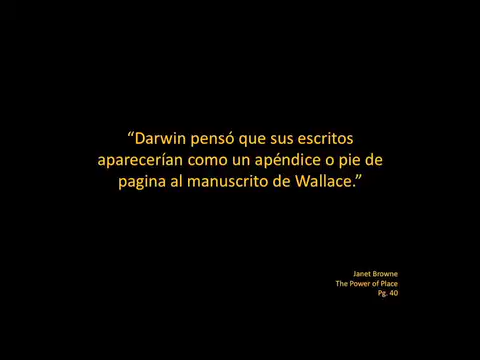 “Darwin pensó que sus escritos
aparecerían como un apéndice o pie de
pagina al manuscrito de Wallace.”
Janet Browne
The Power of Place
Pg. 40